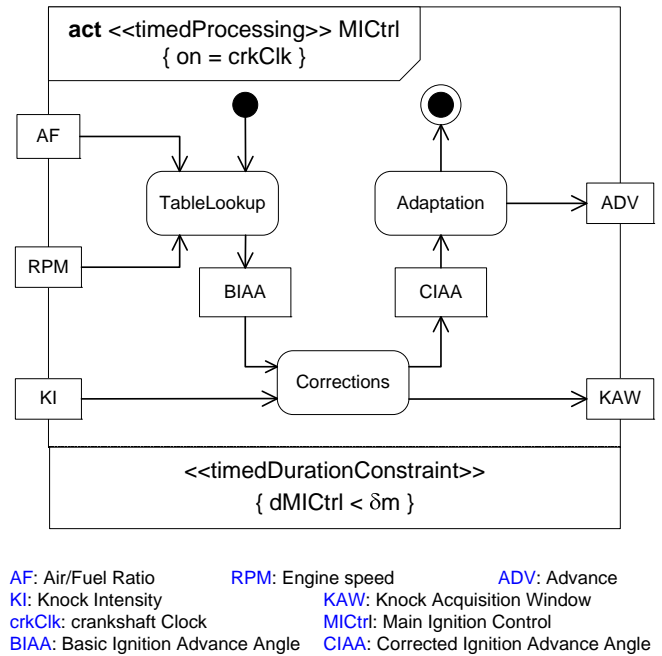 act <<timedProcessing>> MICtrl
{ on = crkClk }
AF
TableLookup
Adaptation
ADV
RPM
BIAA
CIAA
Corrections
KI
KAW
<<timedDurationConstraint>>
{ dMICtrl < δm }
AF: Air/Fuel Ratio RPM: Engine speed ADV: Advance
KI: Knock Intensity KAW: Knock Acquisition Window
crkClk: crankshaft Clock MICtrl: Main Ignition Control
BIAA: Basic Ignition Advance Angle CIAA: Corrected Ignition Advance Angle